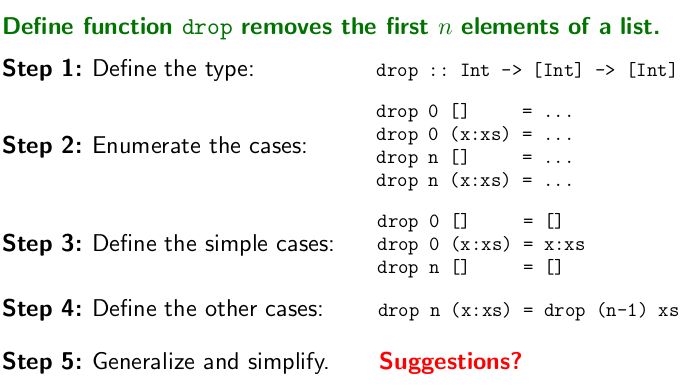 Define function drop removes the first n elements of a list.
Step 1: Define the type: drop :: Int -> [Int] -> [Int]
drop 0 [] = ...
drop 0 (x:xs) = ...
Step 2: Enumerate the cases:
drop n [] = ...
drop n (x:xs) = ...
drop 0 [] = []
Step 3: Define the simple cases: drop 0 (x:xs) = x:xs
drop n [] = []
Step 4: Define the other cases: drop n (x:xs) = drop (n-1) xs
Step 5: Generalize and simplify. Suggestions?